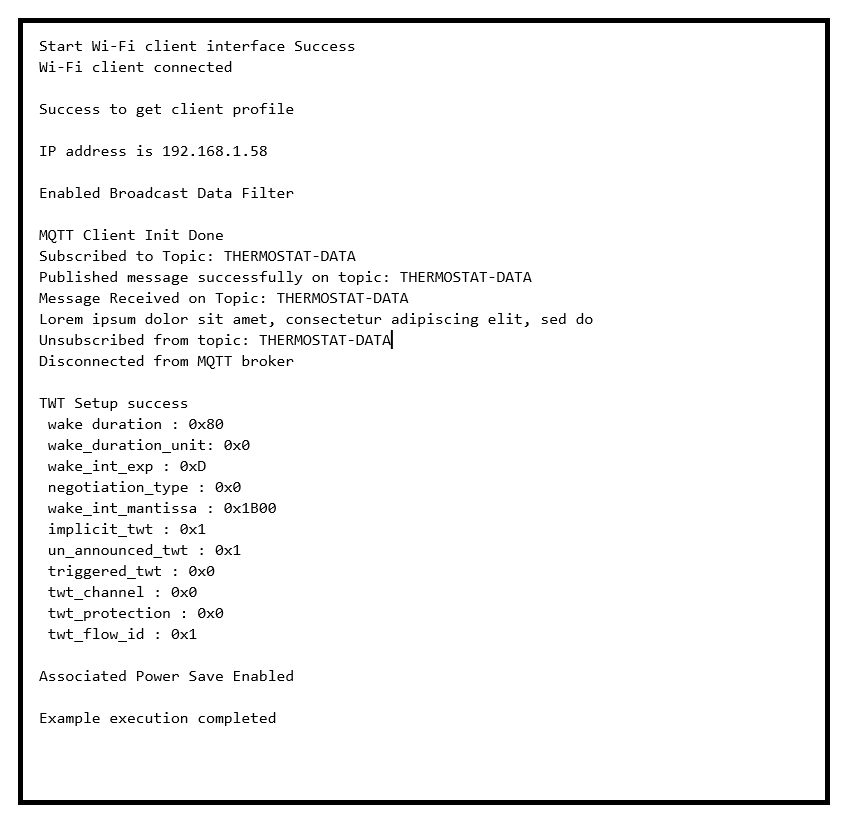 Start Wi-Fi client interface Success
Wi-Fi client connected
Success to get client profile
IP address is 192.168.1.58
Enabled Broadcast Data Filter
MQTT Client Init Done
Subscribed to Topic: THERMOSTAT-DATA
Published message successfully on topic: THERMOSTAT-DATA
Message Received on Topic: THERMOSTAT-DATA
Lorem ipsum dolor sit amet, consectetur adipiscing elit, sed do
Unsubscribed from topic: THERMOSTAT-DATA
Disconnected from MQTT broker
TWT Setup success
wake duration : 0x80
wake_duration_unit: 0x0
wake_int_exp : 0xD
negotiation_type : 0x0
wake_int_mantissa : 0x1B00
implicit_twt : 0x1
un_announced_twt : 0x1
triggered_twt : 0x0
twt_channel : 0x0
twt_protection : 0x0
twt_flow_id : 0x1
Associated Power Save Enabled
Example execution completed